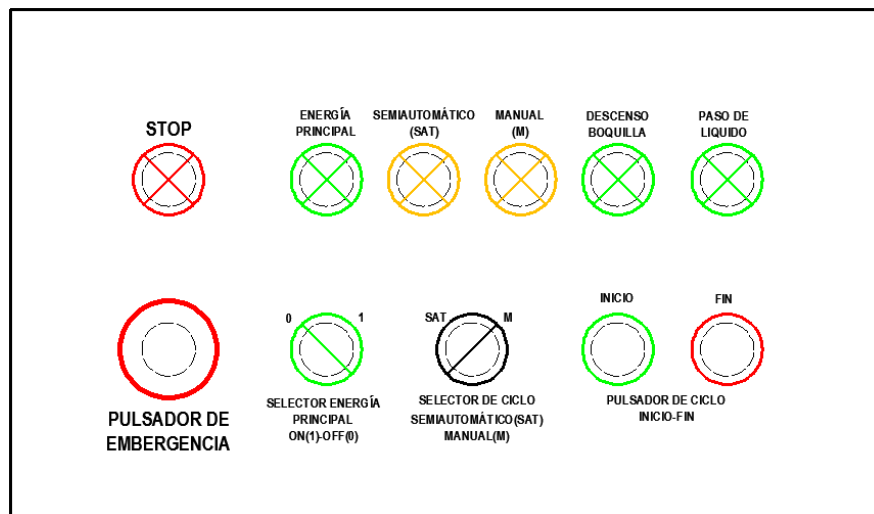 STOP
ENERGÍA
PRINCIPAL
SEMIAUTOMÁTICO
(SAT)
MANUAL
(M)
DESCENSO
BOQUILLA
PASO DE
LIQUIDO
PULSADOR DE
EMBERGENCIA
0
1
SELECTOR ENERGÍA
PRINCIPAL
ON(1)-OFF(0)
SAT
M
SELECTOR DE CICLO
SEMIAUTOMÁTICO(SAT)
MANUAL(M)
INICIO
FIN
PULSADOR DE CICLO
INICIO-FIN